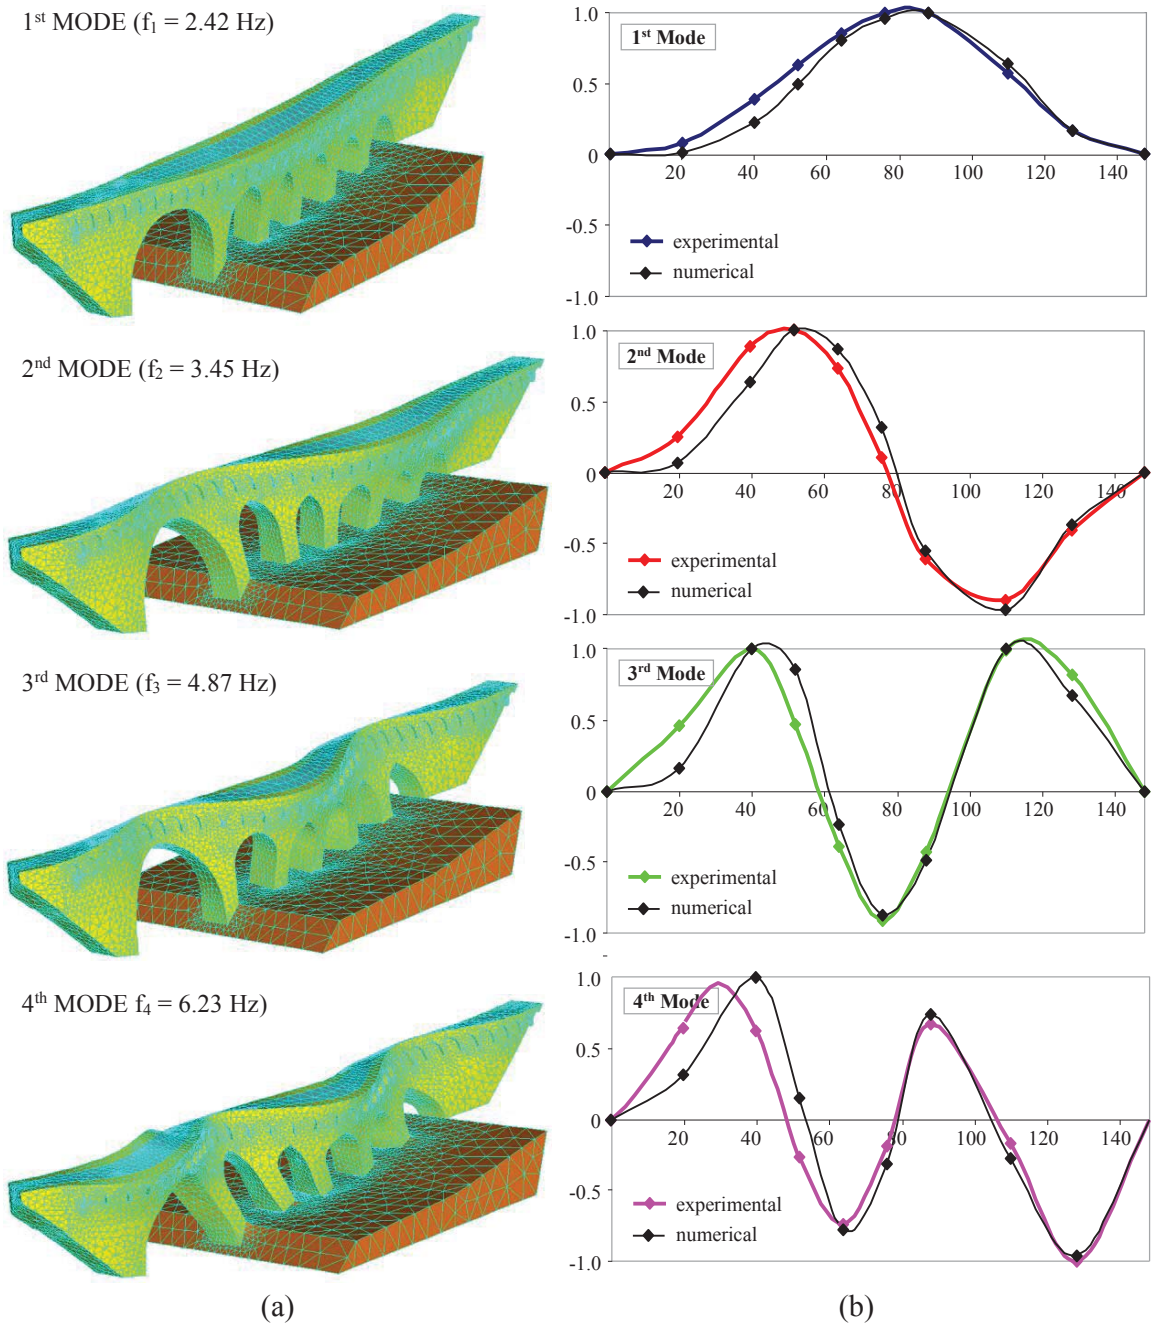 1st MODE (f1 = 2.42 Hz)
1.0
0.5
0
-0.5
-1.0
1st Mode
20 40 60 80 100 120 140
experimental
numerical
2nd MODE (f2 = 3.45 Hz)
1.0
0.5
0
-0.5
-1.0
2nd Mode
20 40 60 80 100 120 140
experimental
numerical
3rd MODE (f3 = 4.87 Hz)
1.0
0.5
0
-0.5
-1.0
-
3rd Mode
20 40 60 80 100 120 140
experimental
numerical
4th MODE f4 = 6.23 Hz)
1.0
0.5
0
-0.5
-1.0
4th Mode
20 40 60 80 100 120 140
experimental
numerical
(a) (b)